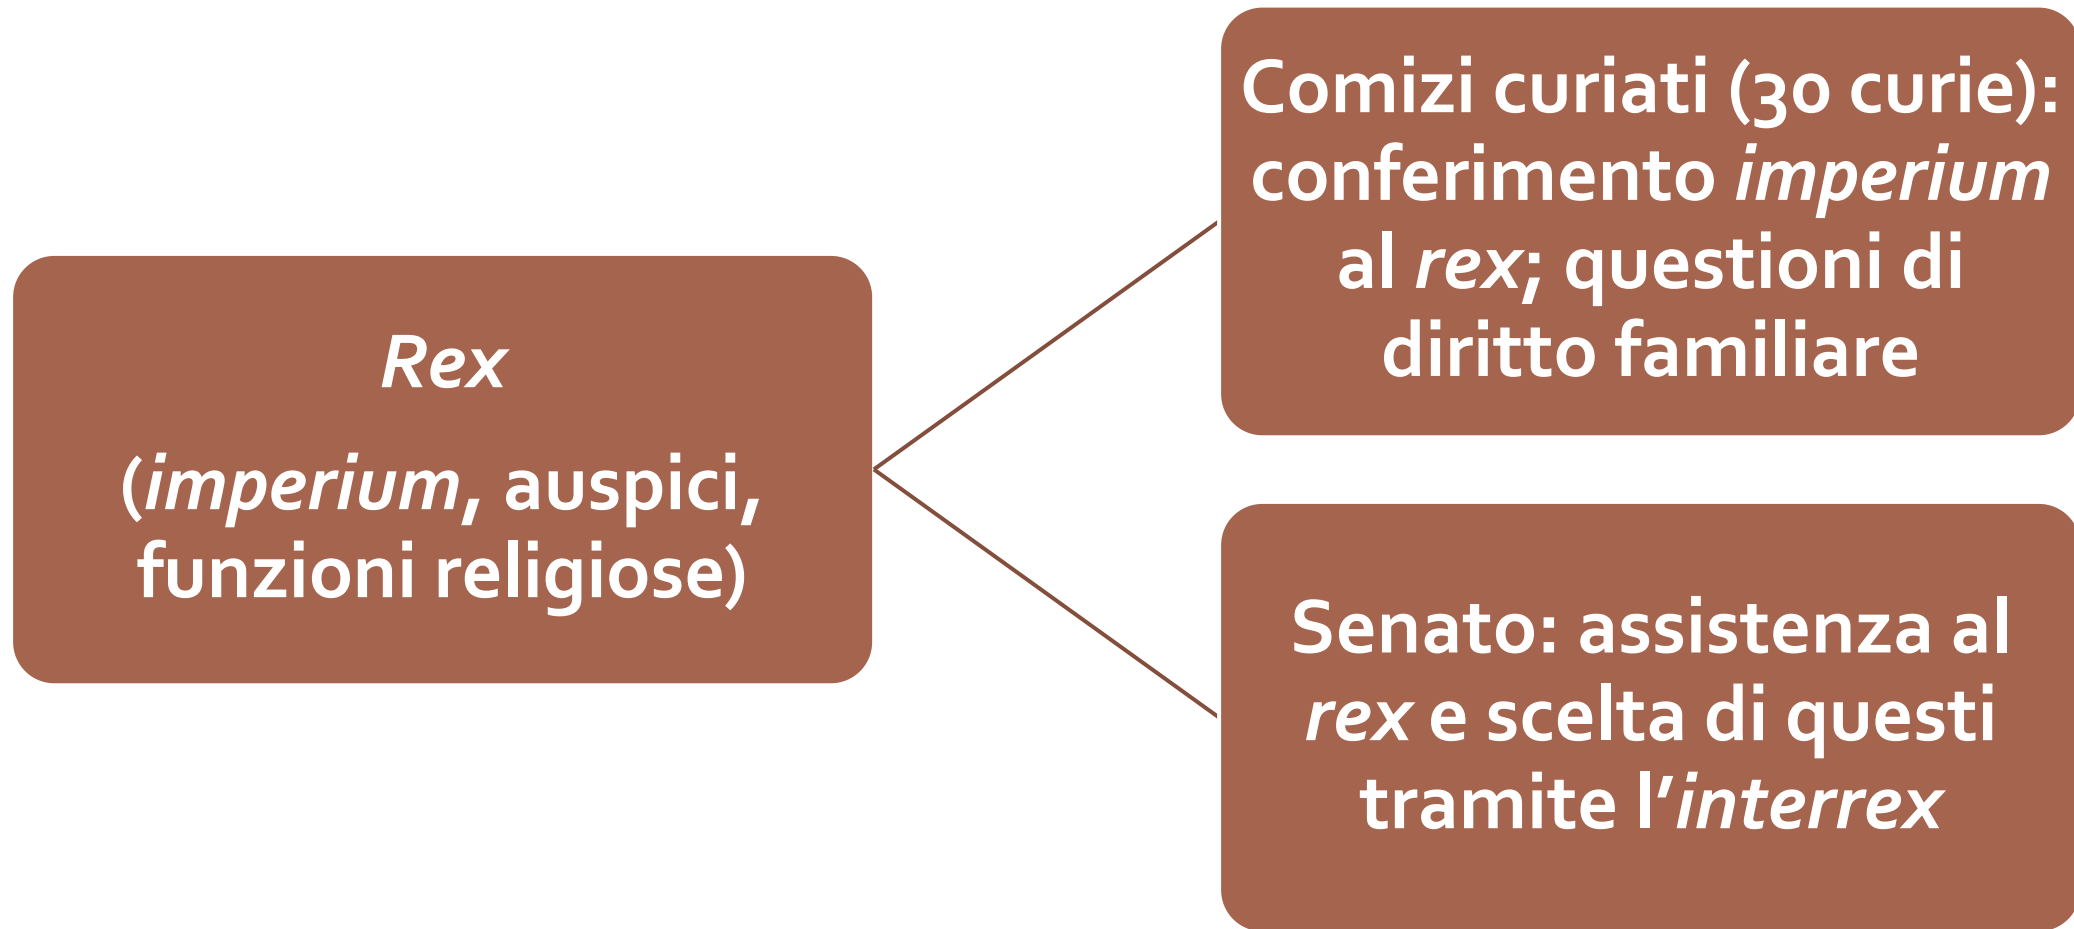 Rex
(imperium, auspici,
funzioni religiose)
Comizi curiati (30 curie):
conferimento imperium
al rex; questioni di
diritto familiare
Senato: assistenza al
rex e scelta di questi
tramite l’interrex